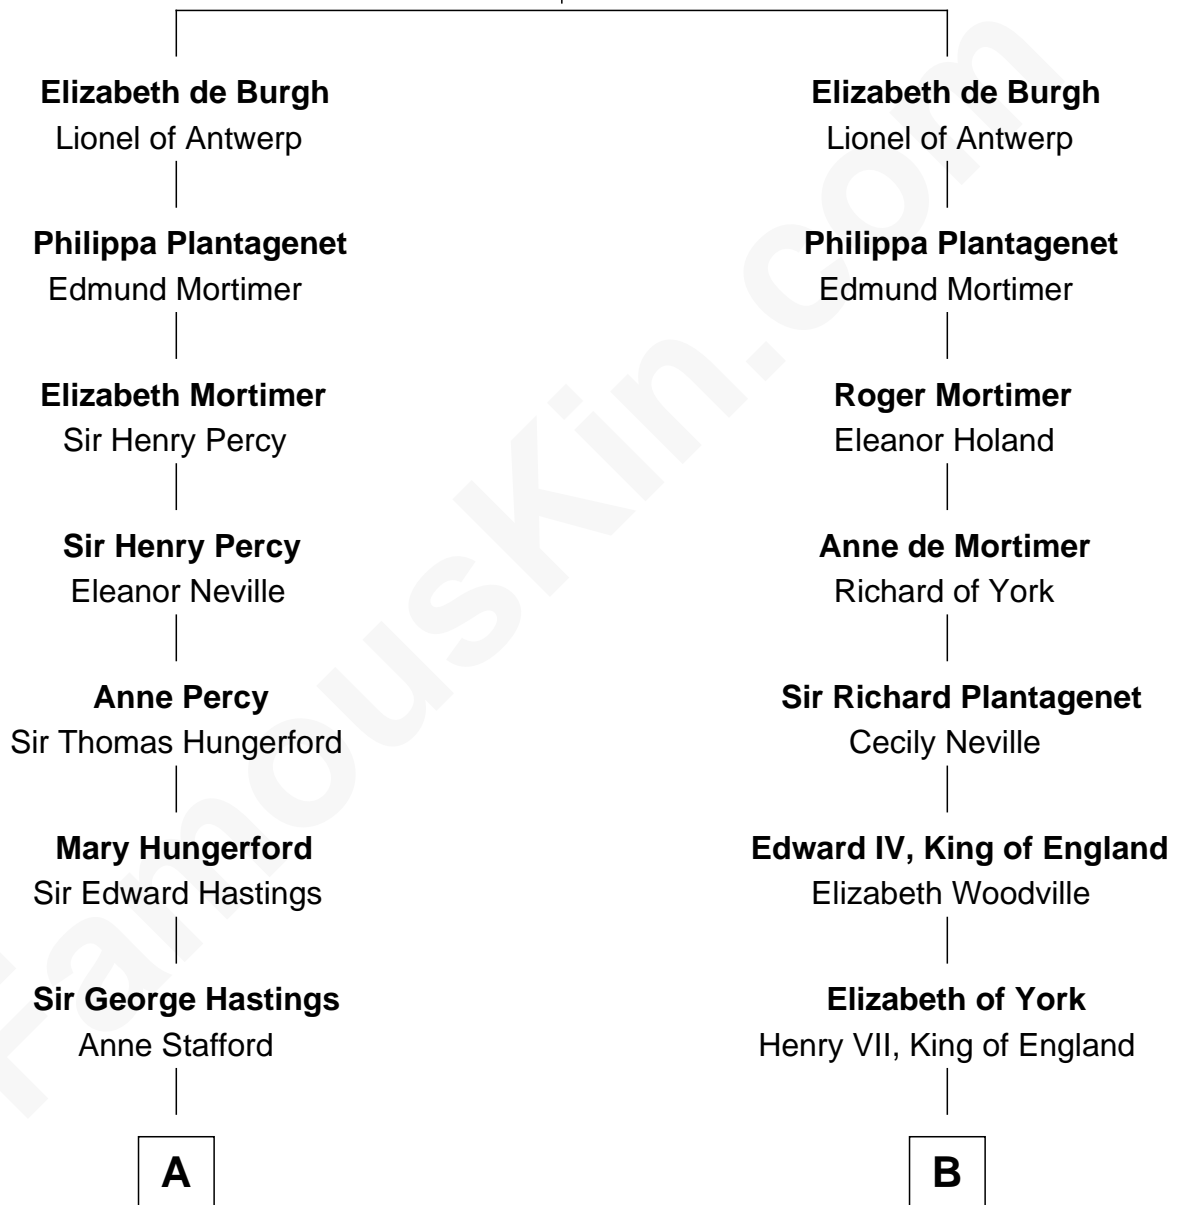 Elizabeth de Burgh
Lionel of Antwerp
Philippa Plantagenet
Edmund Mortimer
Elizabeth Mortimer
Sir Henry Percy
Sir Henry Percy
Eleanor Neville
Anne Percy
Sir Thomas Hungerford
Mary Hungerford
Sir Edward Hastings
Sir George Hastings
Anne Stafford
A
Elizabeth de Burgh
Lionel of Antwerp
Philippa Plantagenet
Edmund Mortimer
Roger Mortimer
Eleanor Holand
Anne de Mortimer
Richard of York
Sir Richard Plantagenet
Cecily Neville
Edward IV, King of England
Elizabeth Woodville
Elizabeth of York
Henry VII, King of England
B
FamousKin.com